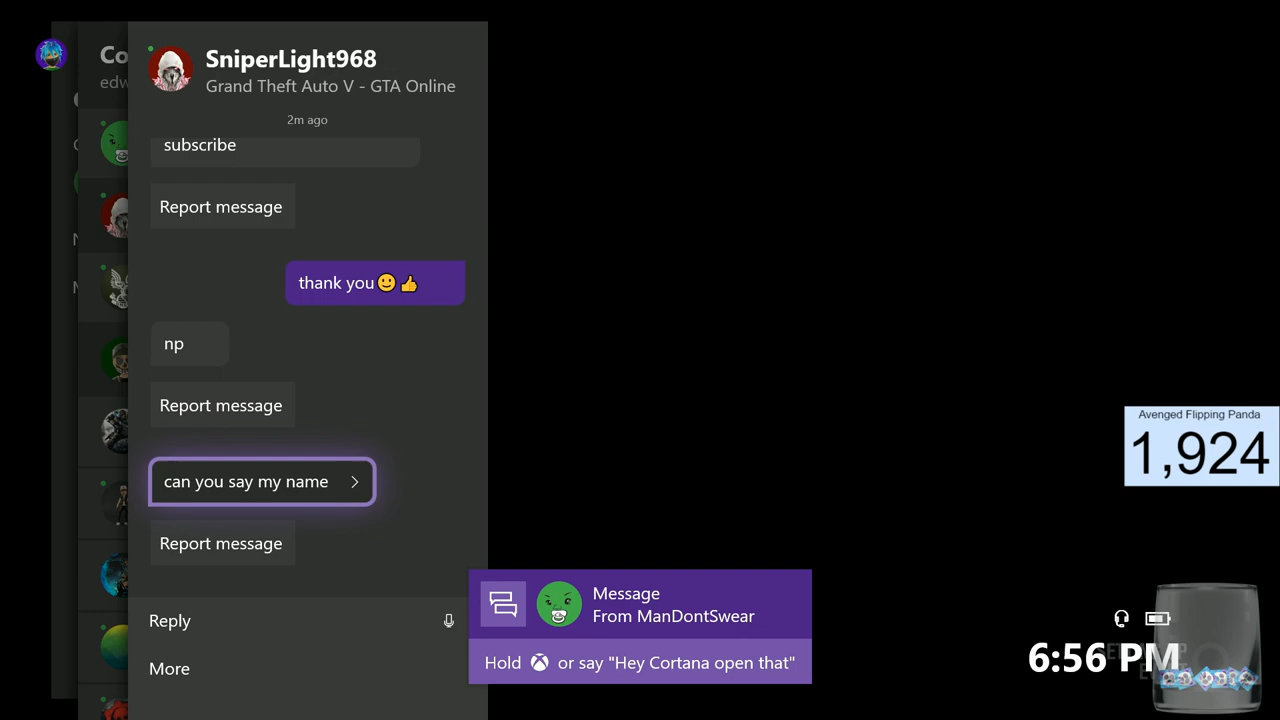 Co
edw
SniperLight968
Grand Theft Auto V - GTA Online
2m ago
subscribe
Report message
thank you🙂👍
np
Report message
can you say my name
Report message
Reply
More
Message
From ManDontSwear
Hold or say "Hey Cortana open that"
Avenged Flipping Panda
1,924
6:56 PM